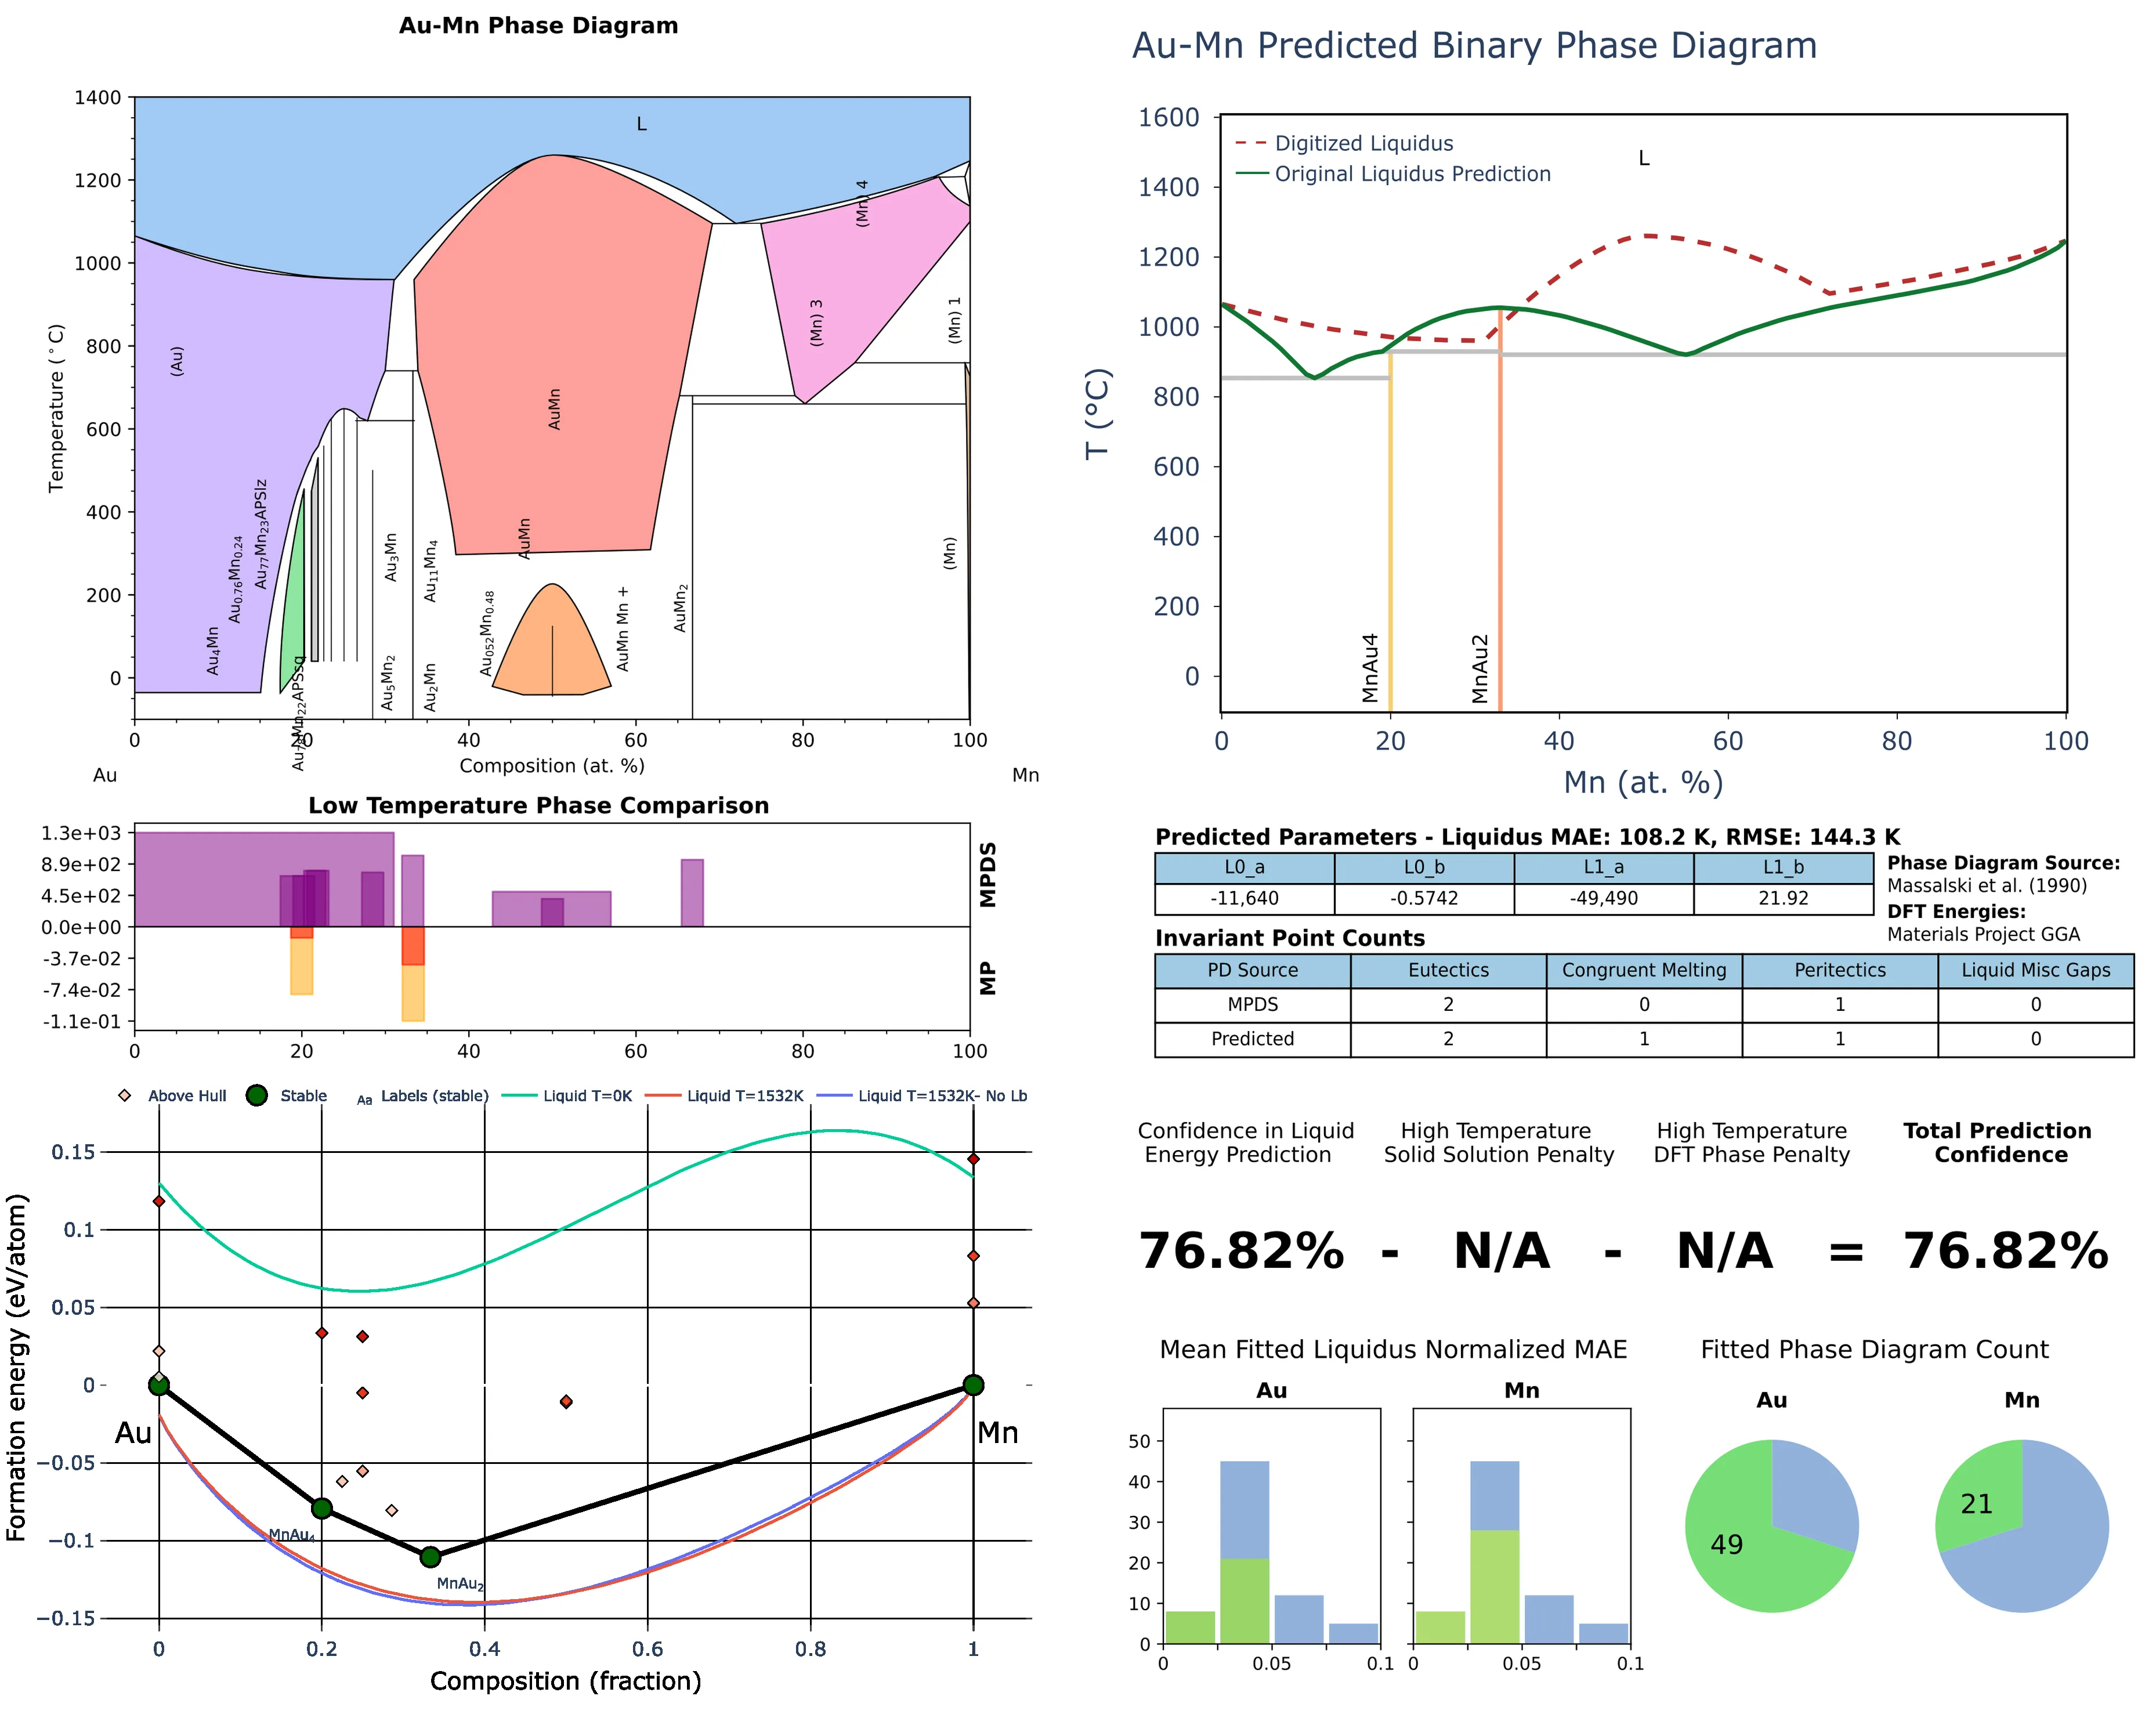 Au-Mn Phase Diagram
1400
1200
1000
800
600
400
200
0
Temperature (°C)
L
(Au)
AuMn
AuMn
(Mn) 4
(Mn) 3
(Mn) 1
(Mn)
Au4Mn
Au0.76Mn0.24
Au77Mn23APSlz
Au78Mn22APSsq
Au3Mn
Au5Mn2
Au11Mn4
Au2Mn
Au052Mn0.48
AuMn Mn +
AuMn2
0 20 40 60 80 100
Composition (at. %)
Au Mn
Low Temperature Phase Comparison
1.3e+03
8.9e+02
4.5e+02
0.0e+00
-3.7e-02
-7.4e-02
-1.1e-01
MPDS
MP
0 20 40 60 80 100
Above Hull Stable Aa Labels (stable) Liquid T=0K Liquid T=1532K Liquid T=1532K- No Lb
0.15
0.1
0.05
0
−0.05
−0.1
−0.15
Formation energy (eV/atom)
Au
Mn
MnAu4
MnAu2
0 0.2 0.4 0.6 0.8 1
Composition (fraction)
Au-Mn Predicted Binary Phase Diagram
1600
1400
1200
1000
800
600
400
200
0
T (°C)
Digitized Liquidus
Original Liquidus Prediction
L
MnAu4
MnAu2
0 20 40 60 80 100
Mn (at. %)
Predicted Parameters - Liquidus MAE: 108.2 K, RMSE: 144.3 K
L0_a L0_b L1_a L1_b
-11,640 -0.5742 -49,490 21.92
Phase Diagram Source:
Massalski et al. (1990)
DFT Energies:
Materials Project GGA
Invariant Point Counts
PD Source Eutectics Congruent Melting Peritectics Liquid Misc Gaps
MPDS 2 0 1 0
Predicted 2 1 1 0
Confidence in Liquid
Energy Prediction
High Temperature
Solid Solution Penalty
High Temperature
DFT Phase Penalty
Total Prediction
Confidence
76.82% - N/A - N/A = 76.82%
Mean Fitted Liquidus Normalized MAE
Au Mn
50
40
30
20
10
0
0 0.05 0.1
0 0.05 0.1
Fitted Phase Diagram Count
Au Mn
49
21